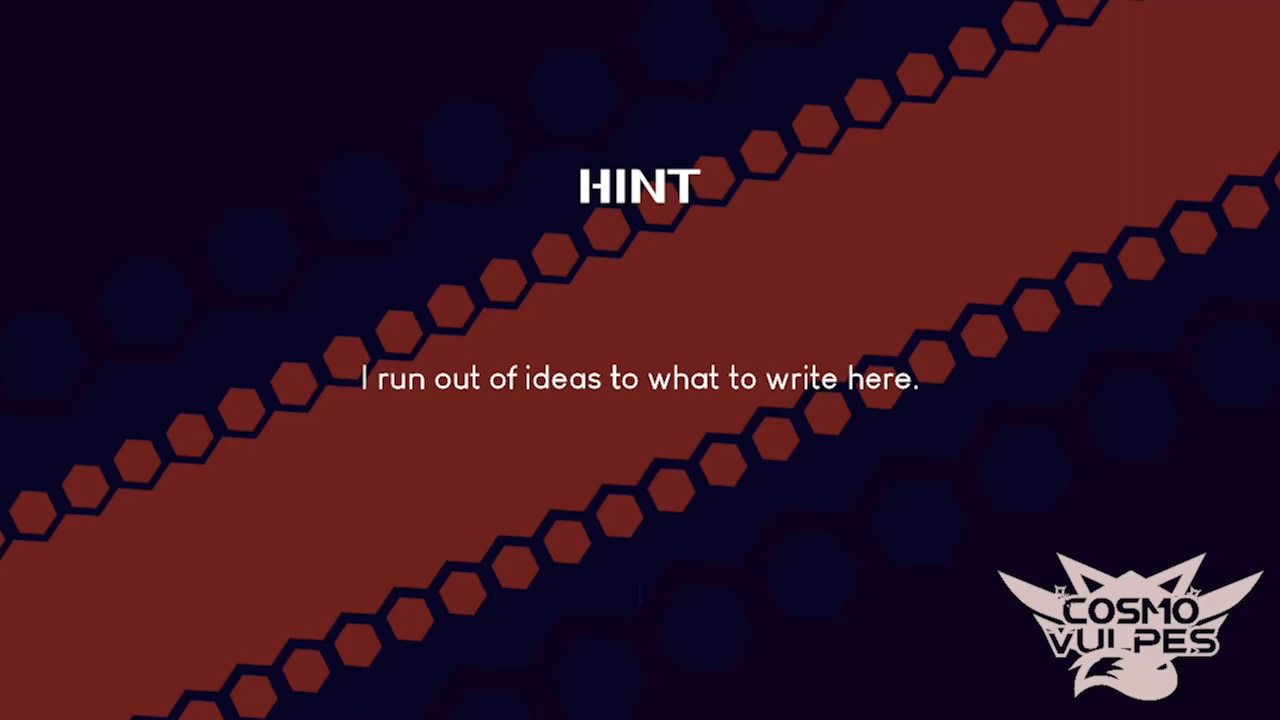 HINT
I run out of ideas to what to write here.
COSMO
VULPES